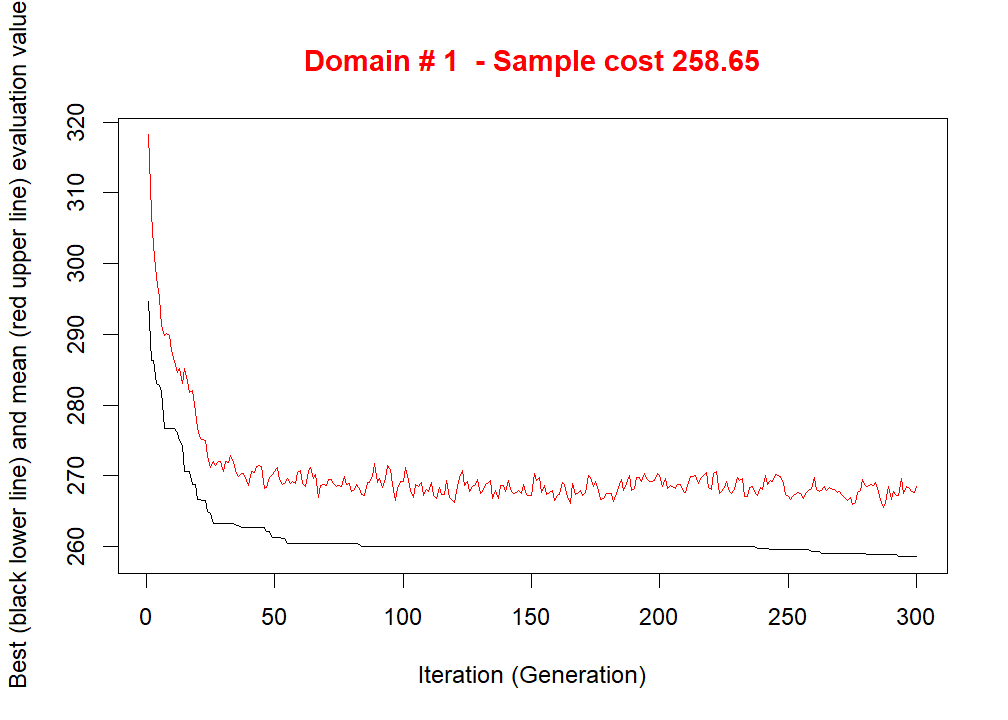 Domain # 1  - Sample cost 258.65
Best (black lower line) and mean (red upper line) evaluation value
320
310
300
290
280
270
260
0 50 100 150 200 250 300
Iteration (Generation)